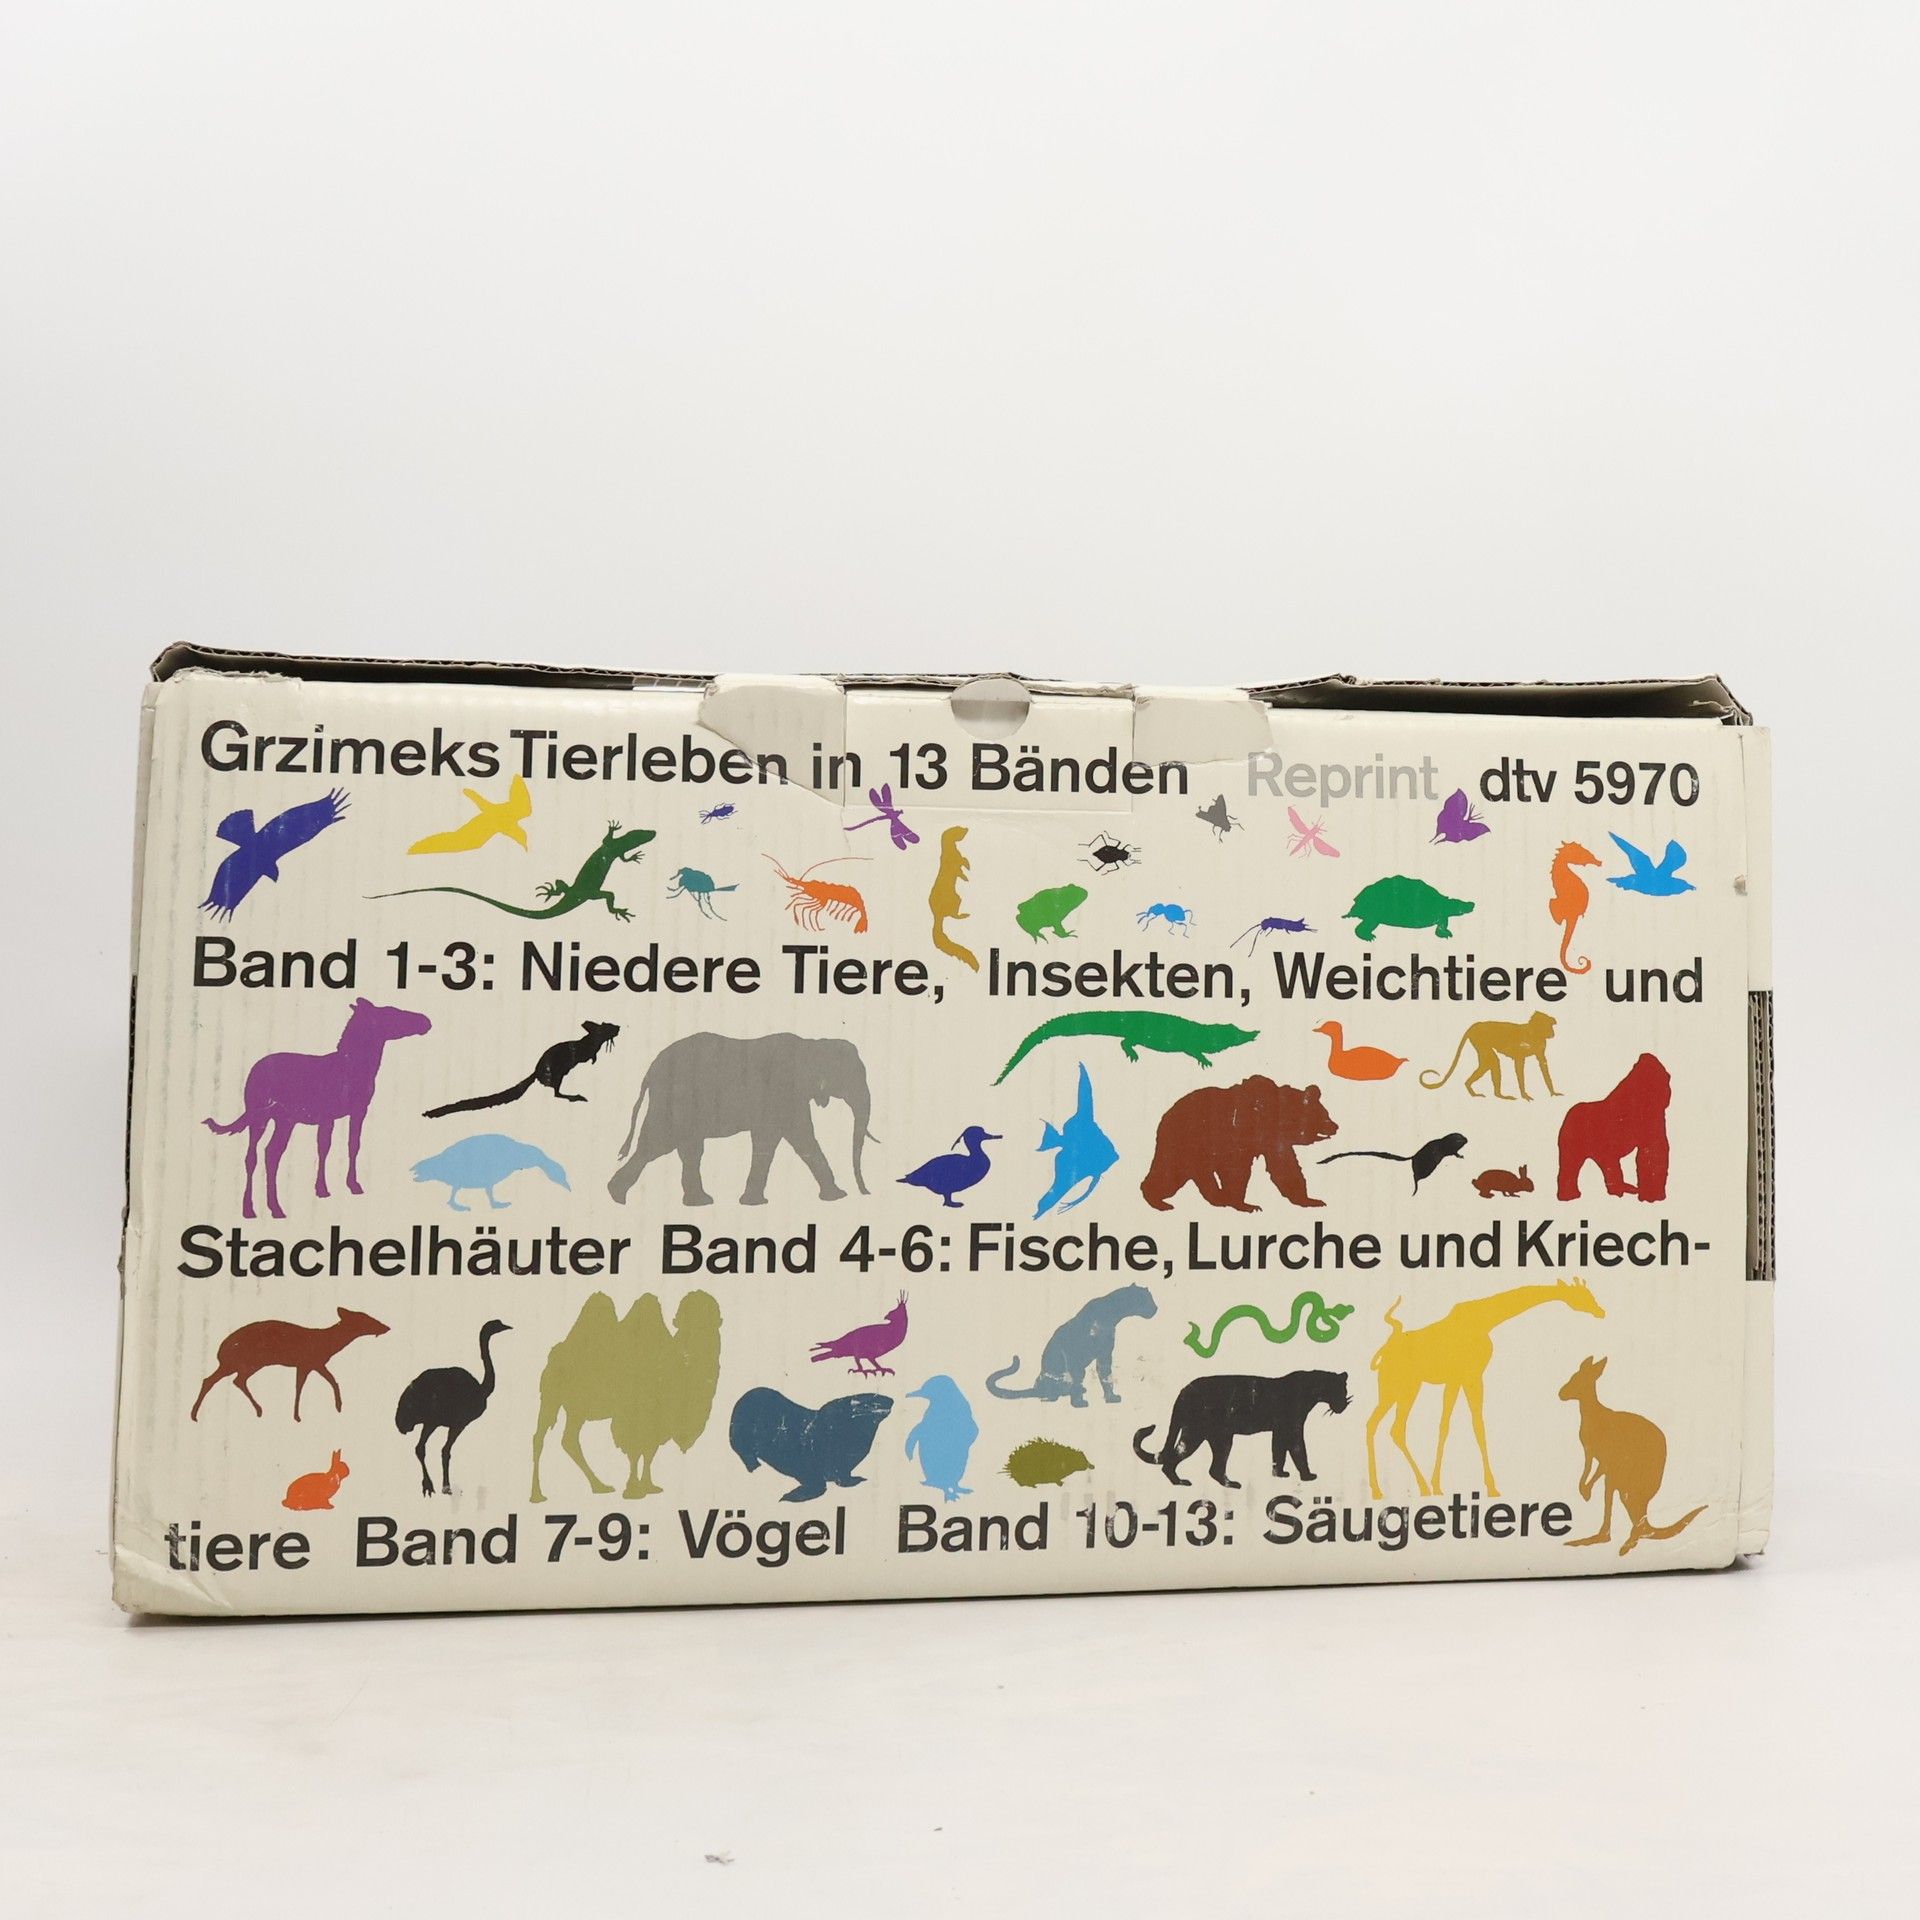 Grzimeks Tierleben in 13 Bänden Reprint dtv 5970
Band 1-3: Niedere Tiere, Insekten, Weichtiere und
Stachelhäuter Band 4-6: Fische, Lurche und Kriech-
tiere Band 7-9: Vögel Band 10-13: Säugetiere